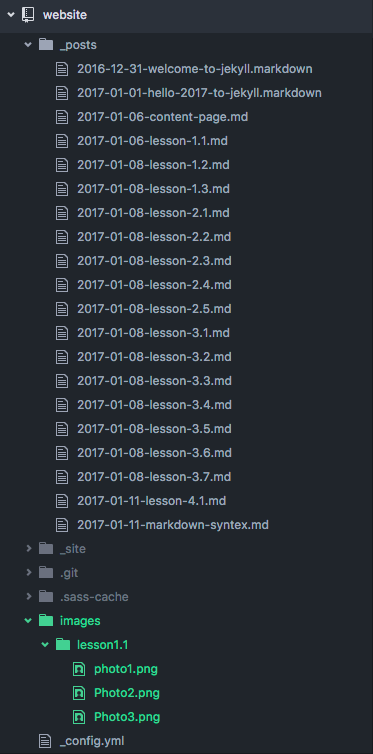 website
_posts
2016-12-31-welcome-to-jekyll.markdown
2017-01-01-hello-2017-to-jekyll.markdown
2017-01-06-content-page.md
2017-01-06-lesson-1.1.md
2017-01-08-lesson-1.2.md
2017-01-08-lesson-1.3.md
2017-01-08-lesson-2.1.md
2017-01-08-lesson-2.2.md
2017-01-08-lesson-2.3.md
2017-01-08-lesson-2.4.md
2017-01-08-lesson-2.5.md
2017-01-08-lesson-3.1.md
2017-01-08-lesson-3.2.md
2017-01-08-lesson-3.3.md
2017-01-08-lesson-3.4.md
2017-01-08-lesson-3.5.md
2017-01-08-lesson-3.6.md
2017-01-08-lesson-3.7.md
2017-01-11-lesson-4.1.md
2017-01-11-markdown-syntex.md
_site
.git
.sass-cache
images
lesson1.1
photo1.png
Photo2.png
Photo3.png
_config.yml